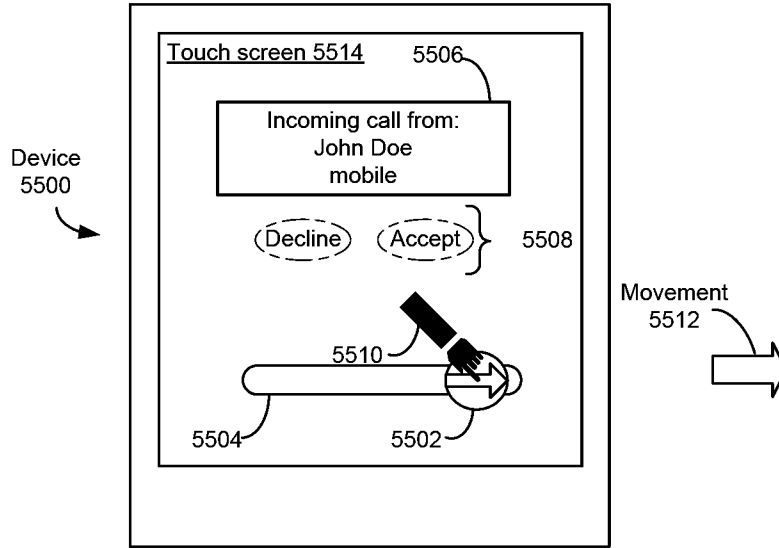 Touch screen 5514
5506
Incoming call from:
John Doe
mobile
Device
5500
Decline
Accept
5508
Movement
5512
5510
5504
5502